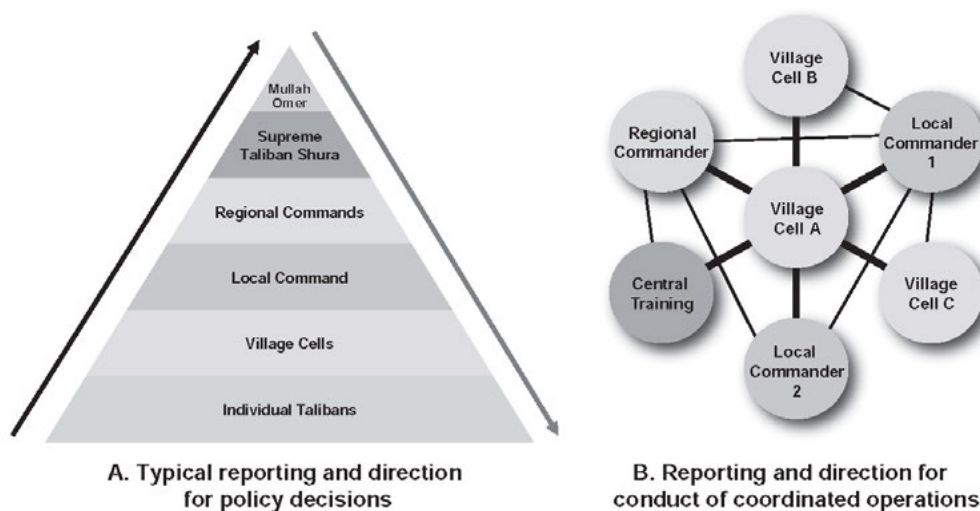 Mullah
Omer
Supreme
Taliban Shura
Regional Commands
Local Command
Village Cells
Individual Talibans
A. Typical reporting and direction
for policy decisions
Village
Cell B
Regional
Commander
Local
Commander
1
Village
Cell A
Central
Training
Village
Cell C
Local
Commander
2
B. Reporting and direction for
conduct of coordinated operations